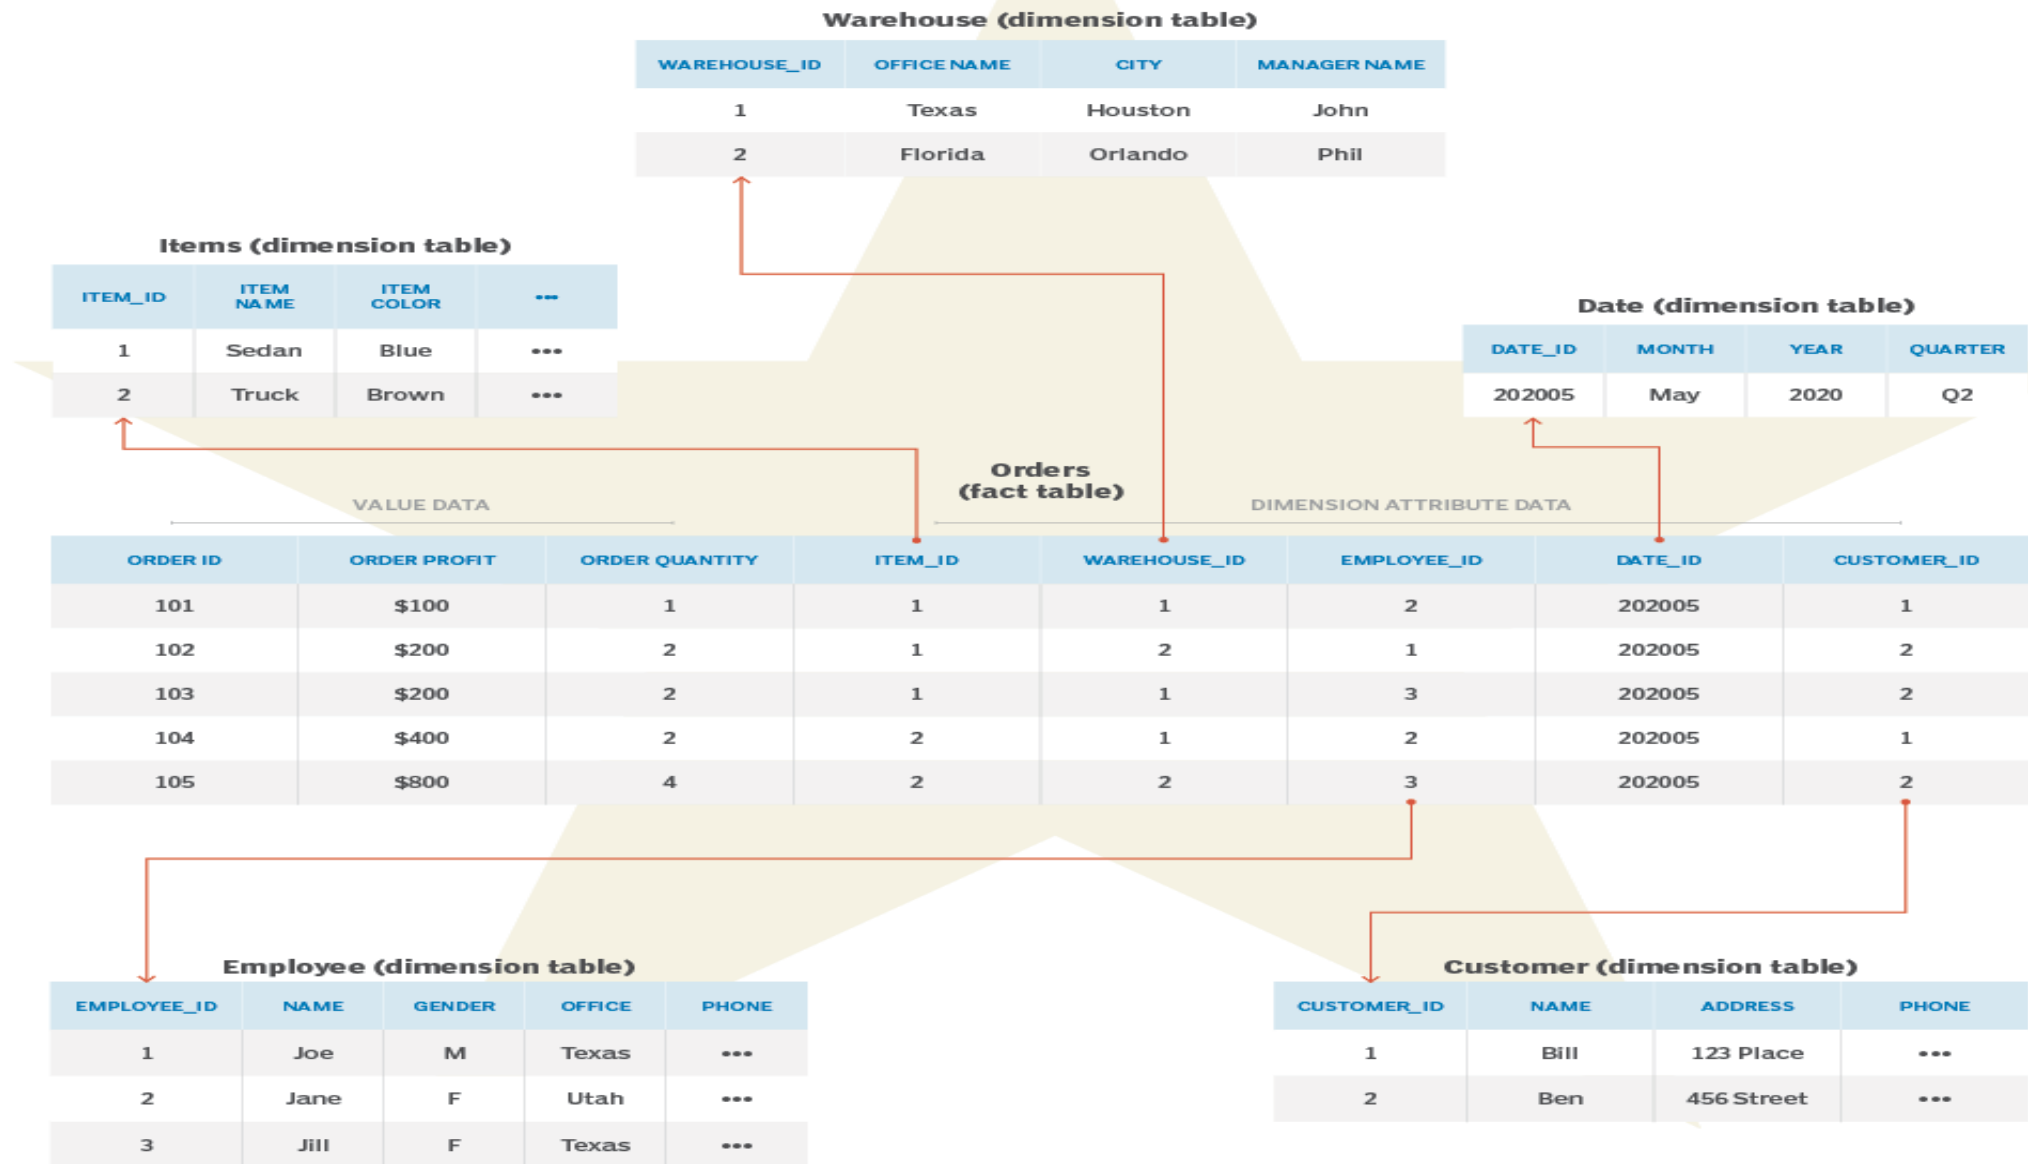 Warehouse (dimension table)
WAREHOUSE_ID OFFICE NAME CITY MANAGER NAME
1 Texas Houston John
2 Florida Orlando Phil
Items (dimension table)
ITEM_ID ITEM NAME ITEM COLOR •••
1 Sedan Blue •••
2 Truck Brown •••
Date (dimension table)
DATE_ID MONTH YEAR QUARTER
202005 May 2020 Q2
Orders
(fact table)
VALUE DATA DIMENSION ATTRIBUTE DATA
ORDER ID ORDER PROFIT ORDER QUANTITY ITEM_ID WAREHOUSE_ID EMPLOYEE_ID DATE_ID CUSTOMER_ID
101 $100 1 1 1 2 202005 1
102 $200 2 1 2 1 202005 2
103 $200 2 1 1 3 202005 2
104 $400 2 2 1 2 202005 1
105 $800 4 2 2 3 202005 2
Employee (dimension table)
EMPLOYEE_ID NAME GENDER OFFICE PHONE
1 Joe M Texas •••
2 Jane F Utah •••
3 Jill F Texas •••
Customer (dimension table)
CUSTOMER_ID NAME ADDRESS PHONE
1 Bill 123 Place •••
2 Ben 456 Street •••